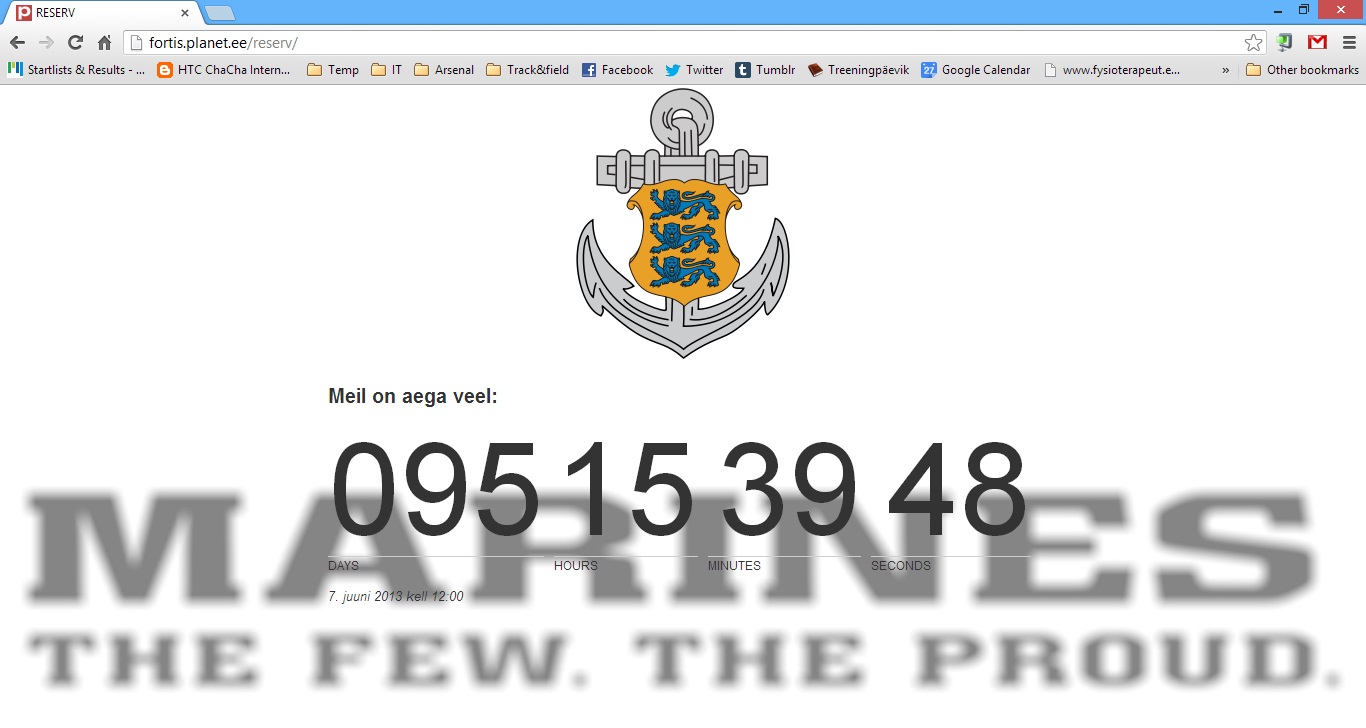 RESERV
fortis.planet.ee/reserv/
Startlists & Results - ... HTC ChaCha Intern... Temp IT Arsenal Track&field Facebook Twitter Tumblr Treeningpäevik 27 Google Calendar www.fysioterapeut.e... » Other bookmarks
Meil on aega veel:
095 15 39 48
DAYS HOURS MINUTES SECONDS
7. juuni 2013 kell 12:00
MARINES
THE FEW. THE PROUD.